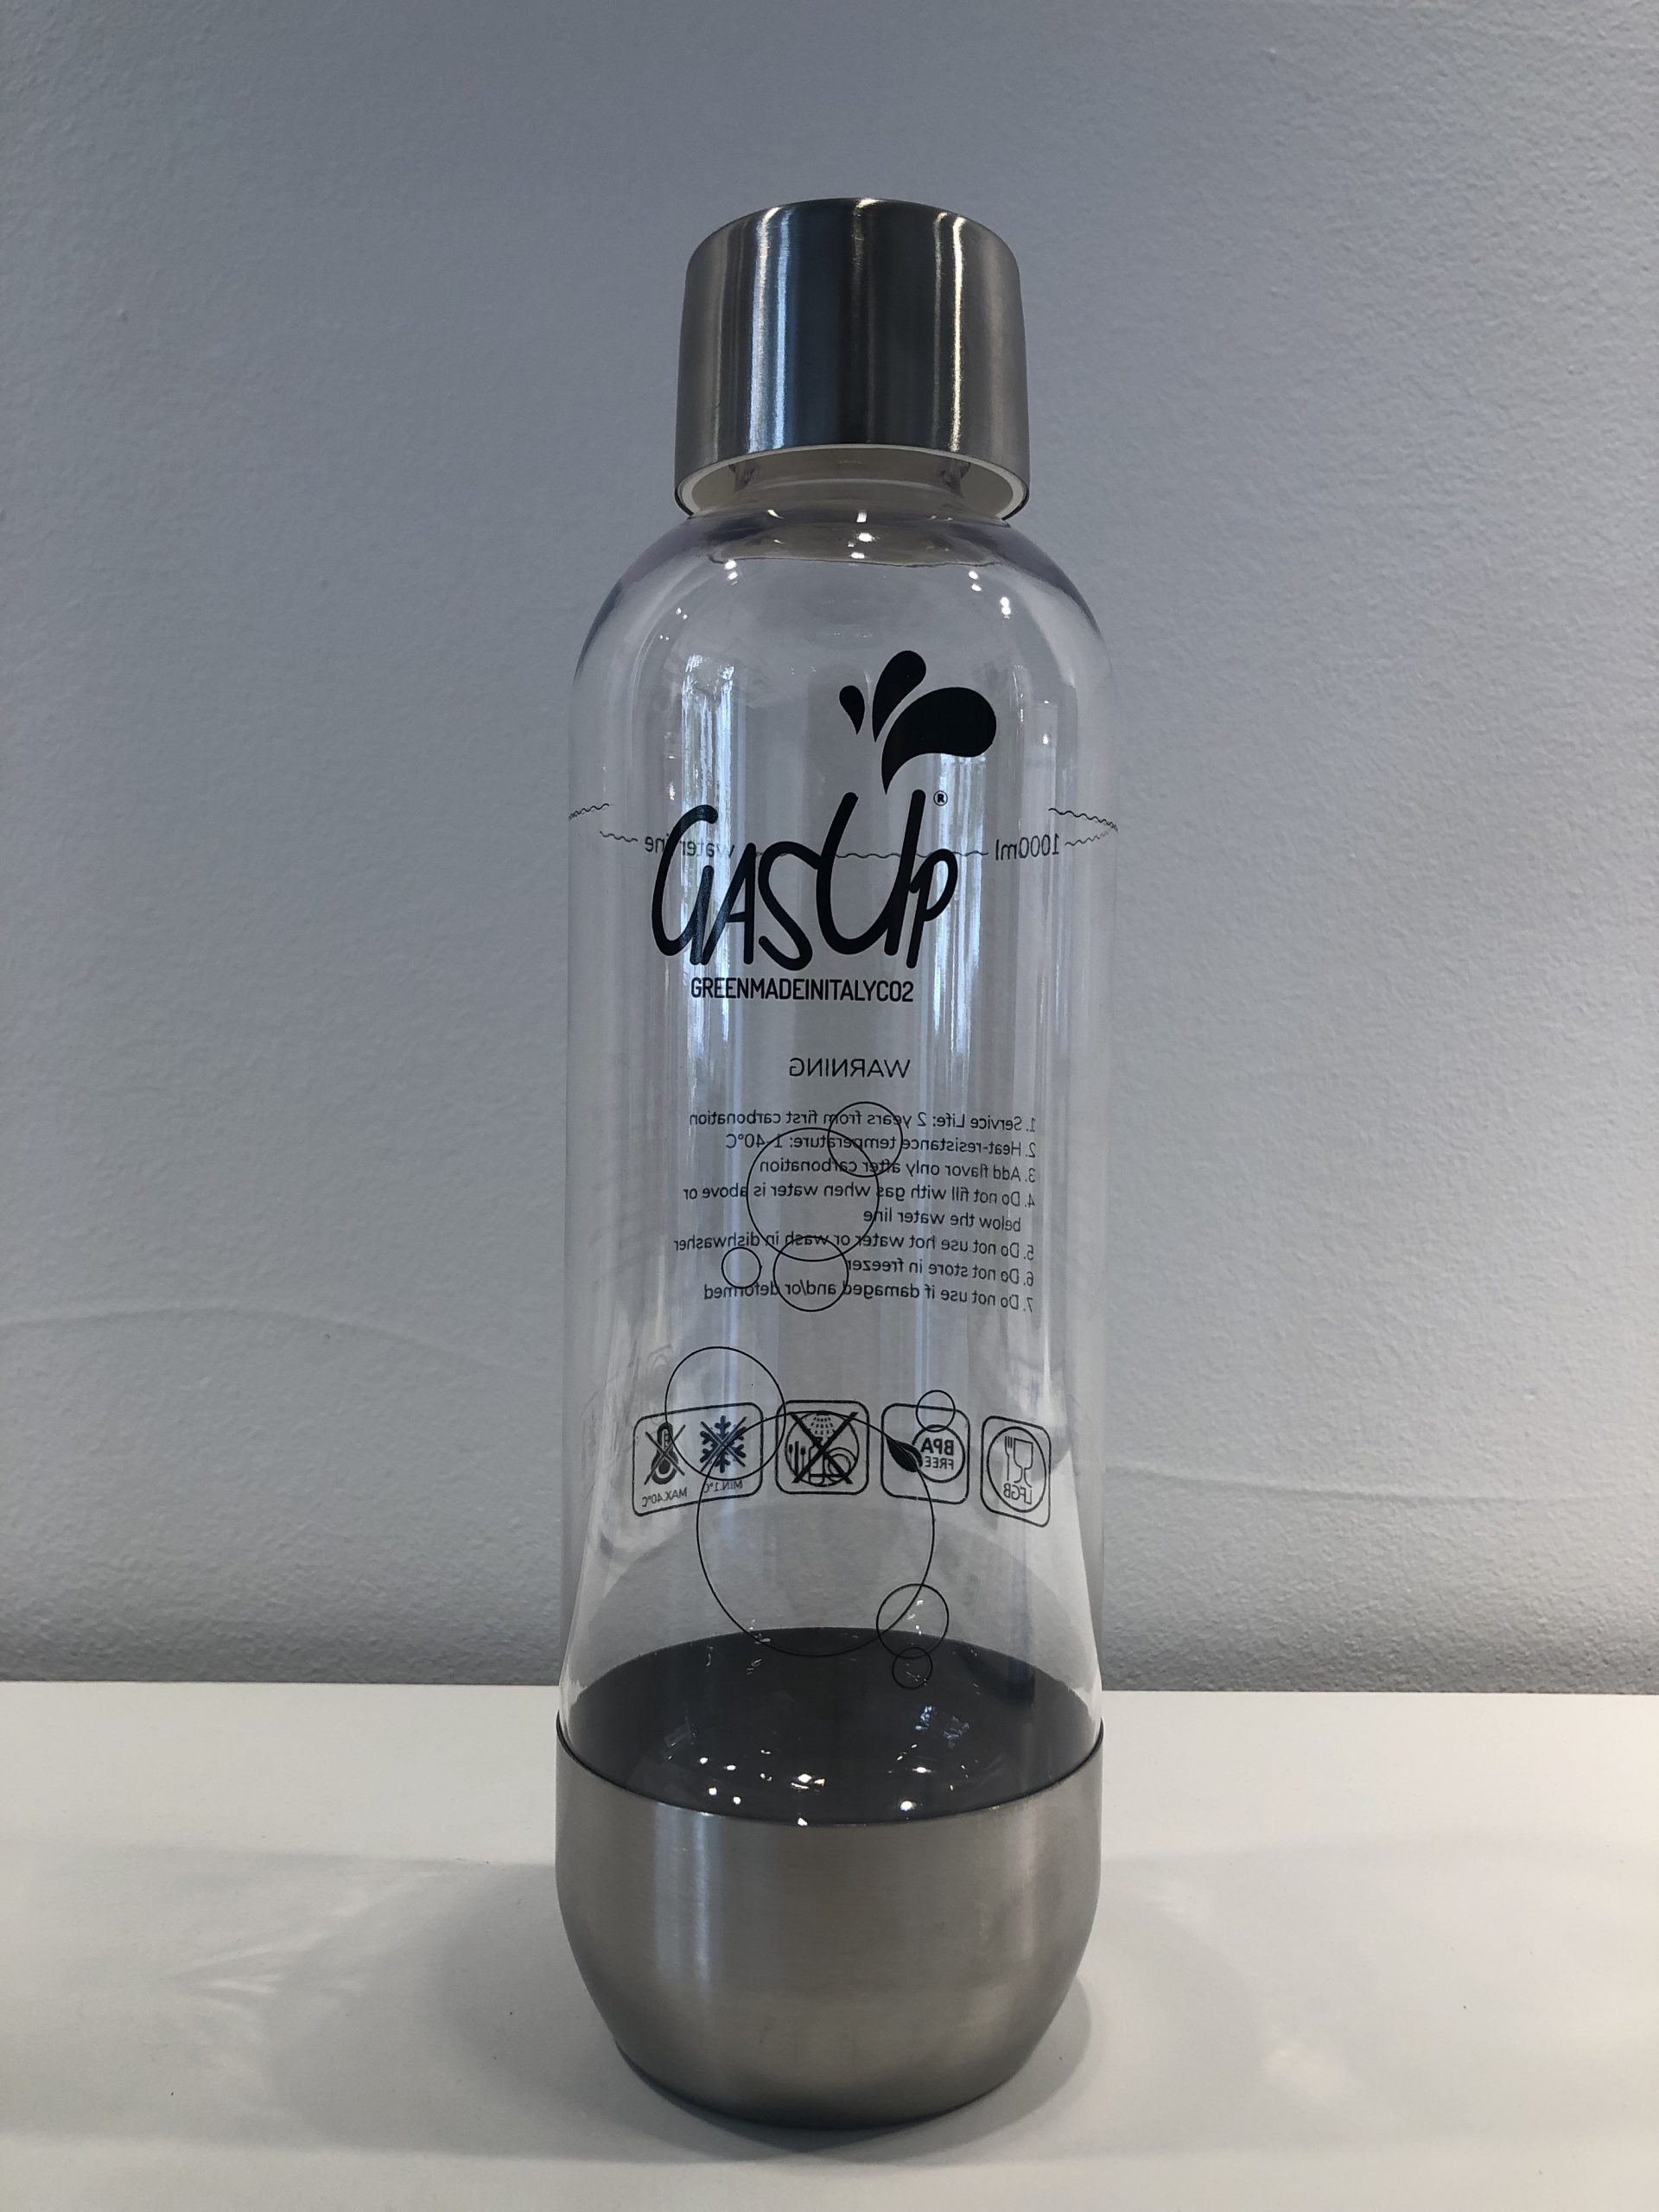 GASUP®
water line 1000ml
GREENMADEINITALYCO2
WARNING
1. Service Life: 2 years from first carbonation
2. Heat-resistance temperature: 1-40°C
3. Add flavor only after carbonation
4. Do not fill with gas when water is above or
below the water line
5. Do not use hot water or wash in dishwasher
6. Do not store in freezer
7. Do not use if damaged and/or deformed
LFGB
BPA
FREE
MIN.1°C
MAX.40°C